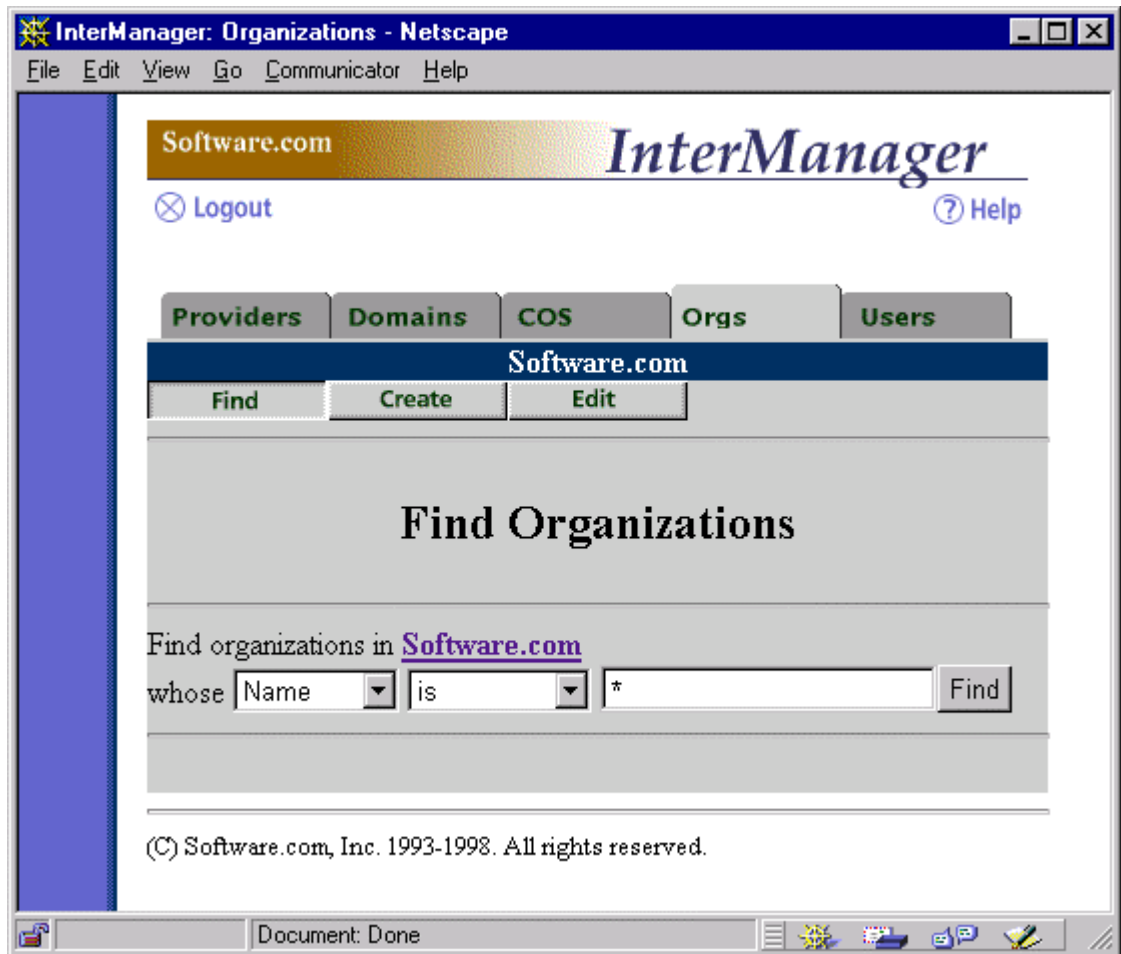 InterManager: Organizations - Netscape
File Edit View Go Communicator Help
Software.com InterManager
Logout ? Help
Providers Domains COS Orgs Users
Software.com
Find Create Edit
Find Organizations
Find organizations in Software.com
whose Name is * Find
(C) Software.com, Inc. 1993-1998. All rights reserved.
Document: Done